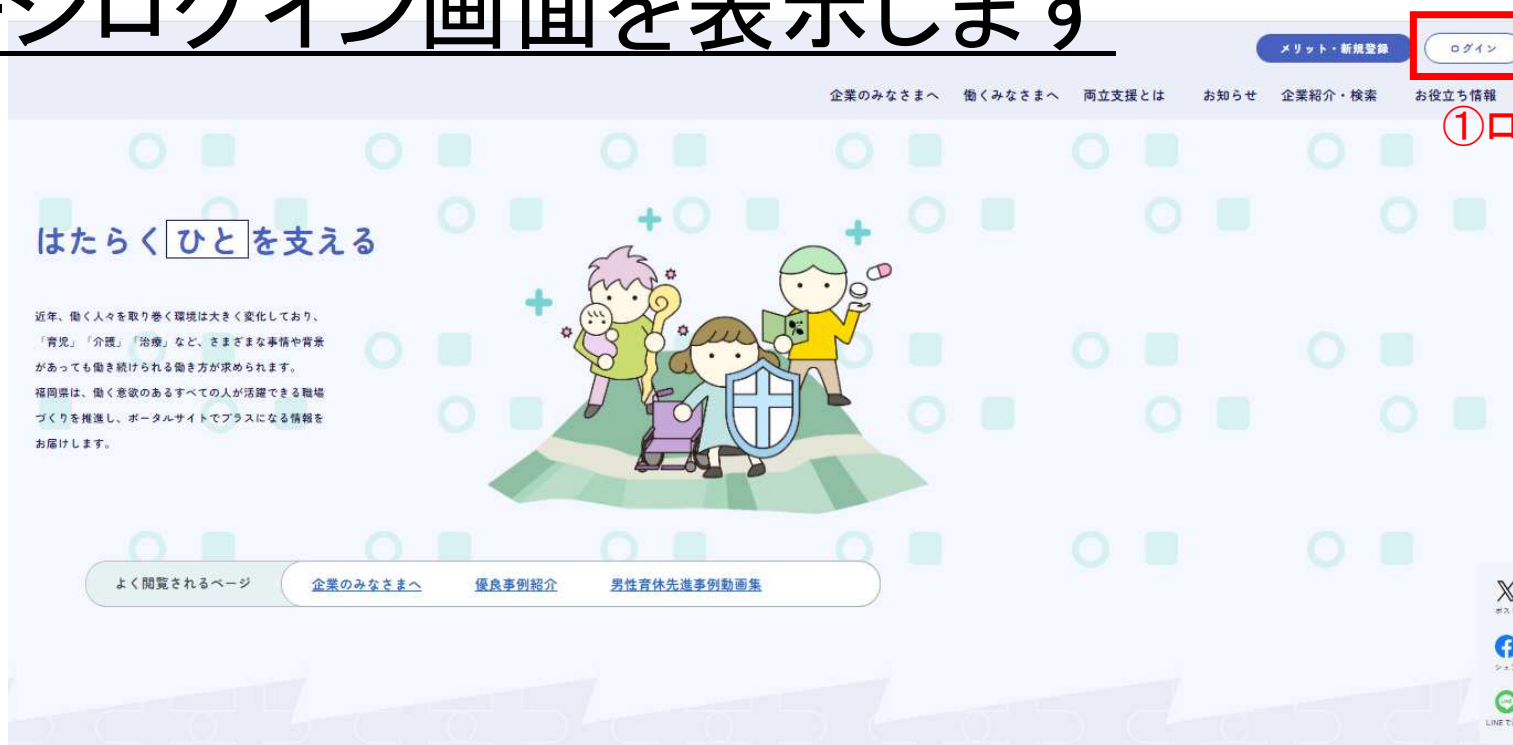 ジログイン画面を表示します
メリット・新規登録
ログイン
企業のみなさまへ 働くみなさまへ 両立支援とは お知らせ 企業紹介・検索 お役立ち情報
①ロ
はたらくひとを支える
近年、働く人々を取り巻く環境は大きく変化しており、
「育児」「介護」「治療」など、さまざまな事情や背景
があっても働き続けられる働き方が求められます。
福岡県は、働く意欲のあるすべての人が活躍できる職場
づくりを推進し、ポータルサイトでプラスになる情報を
お届けします。
よく閲覧されるページ 企業のみなさまへ 優良事例紹介 男性育休先進事例動画集
ポス
シェ
LINEで